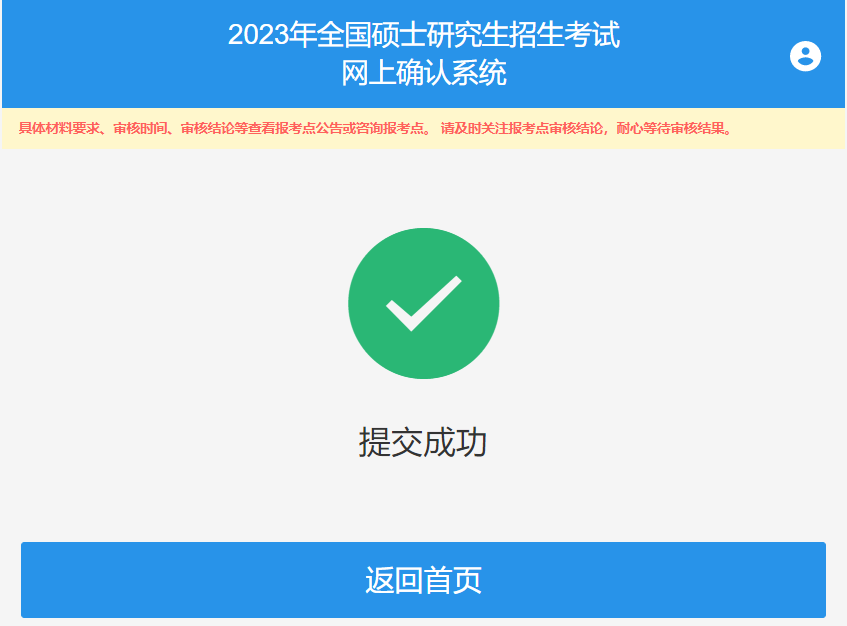 2023年全国硕士研究生招生考试
网上确认系统
具体材料要求、审核时间、审核结论等查看报考点公告或咨询报考点。 请及时关注报考点审核结论，耐心等待审核结果。
提交成功
返回首页